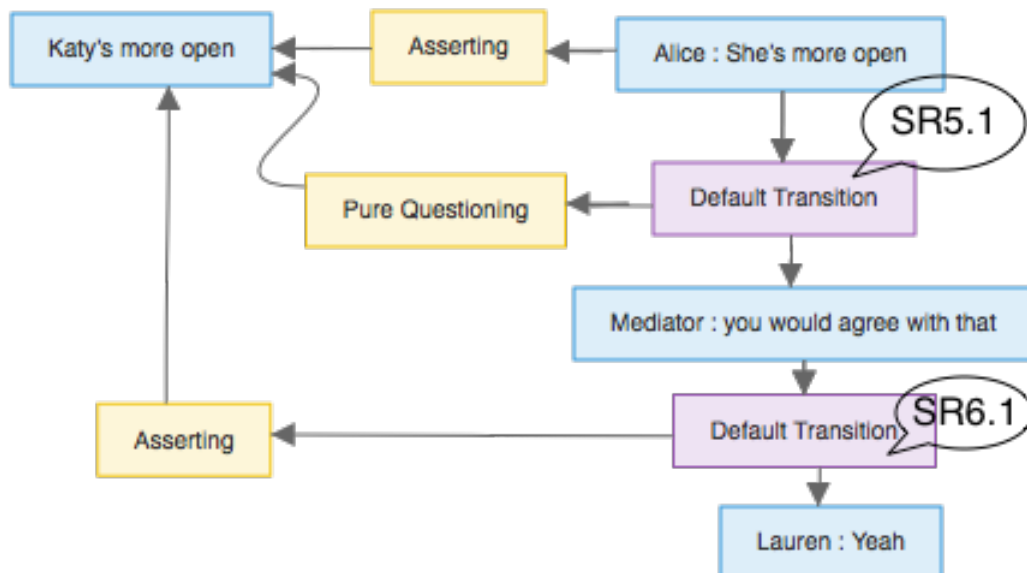 Katy's more open
Asserting
Alice : She's more open
SR5.1
Default Transition
Pure Questioning
Mediator : you would agree with that
SR6.1
Default Transition
Asserting
Lauren : Yeah